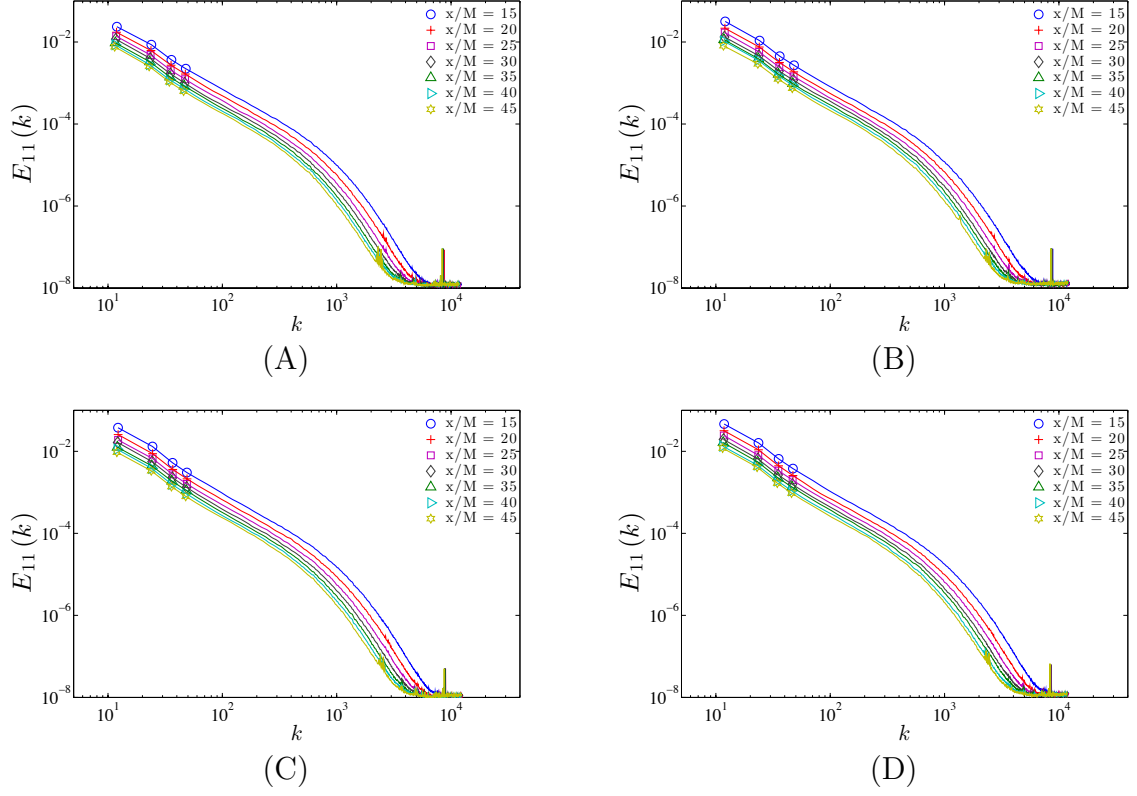 x/M = 15
x/M = 20
x/M = 25
x/M = 30
x/M = 35
x/M = 40
x/M = 45
10^-2
10^-4
10^-6
10^-8
E_11(k)
10^1
10^2
10^3
10^4
k
(A)
x/M = 15
x/M = 20
x/M = 25
x/M = 30
x/M = 35
x/M = 40
x/M = 45
10^-2
10^-4
10^-6
10^-8
E_11(k)
10^1
10^2
10^3
10^4
k
(B)
x/M = 15
x/M = 20
x/M = 25
x/M = 30
x/M = 35
x/M = 40
x/M = 45
10^-2
10^-4
10^-6
10^-8
E_11(k)
10^1
10^2
10^3
10^4
k
(C)
x/M = 15
x/M = 20
x/M = 25
x/M = 30
x/M = 35
x/M = 40
x/M = 45
10^-2
10^-4
10^-6
10^-8
E_11(k)
10^1
10^2
10^3
10^4
k
(D)